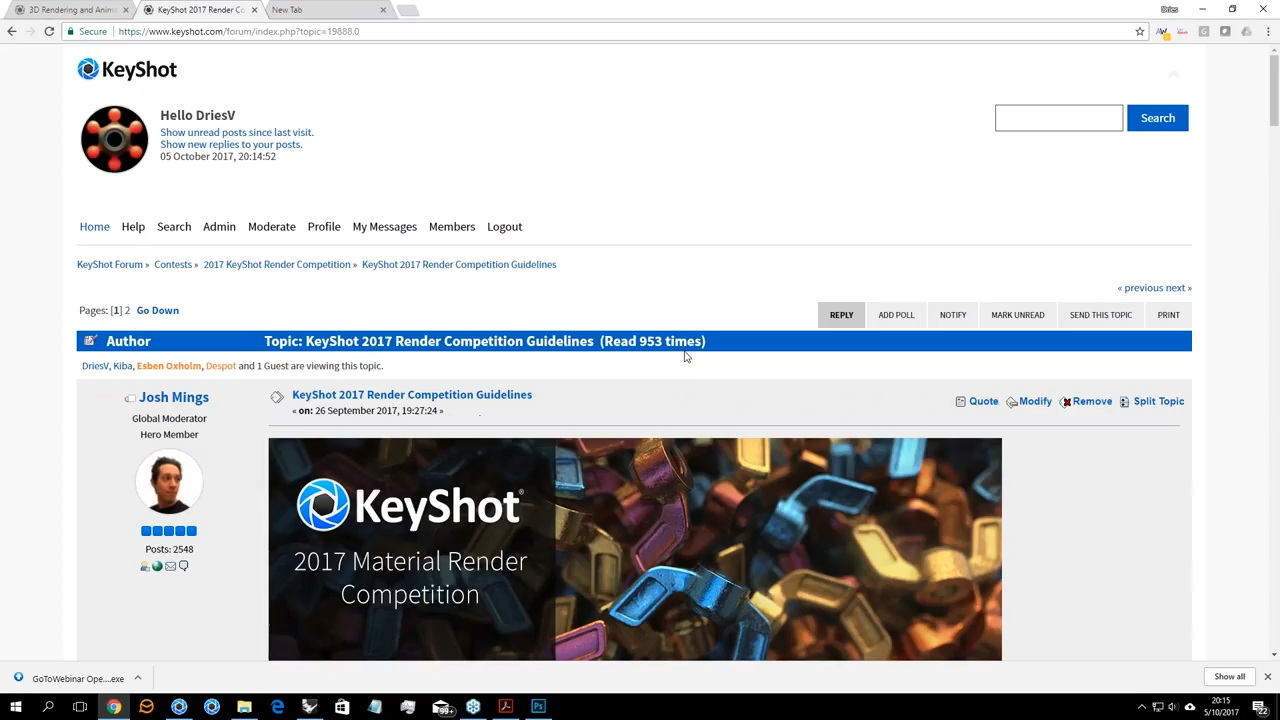 3D Rendering and Anim
KeyShot 2017 Render Co
New Tab
Dries
Secure
https://www.keyshot.com/forum/index.php?topic=19888.0
KeyShot
Hello DriesV
Show unread posts since last visit.
Show new replies to your posts.
05 October 2017, 20:14:52
Search
Home Help Search Admin Moderate Profile My Messages Members Logout
KeyShot Forum » Contests » 2017 KeyShot Render Competition » KeyShot 2017 Render Competition Guidelines
« previous next »
Pages: [1] 2 Go Down
REPLY ADD POLL NOTIFY MARK UNREAD SEND THIS TOPIC PRINT
Author Topic: KeyShot 2017 Render Competition Guidelines (Read 953 times)
DriesV, Kiba, Esben Oxholm, Despot and 1 Guest are viewing this topic.
Josh Mings
Global Moderator
Hero Member
Posts: 2548
KeyShot 2017 Render Competition Guidelines
« on: 26 September 2017, 19:27:24 »
Quote Modify Remove Split Topic
KeyShot®
2017 Material Render
Competition
GoToWebinar Ope....exe
Show all
99+
20:15
5/10/2017
22